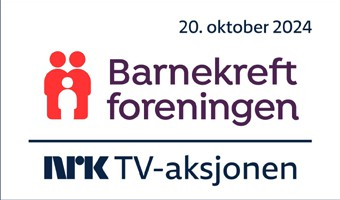 20. oktober 2024
Barnekreft
foreningen
NRK TV-aksjonen